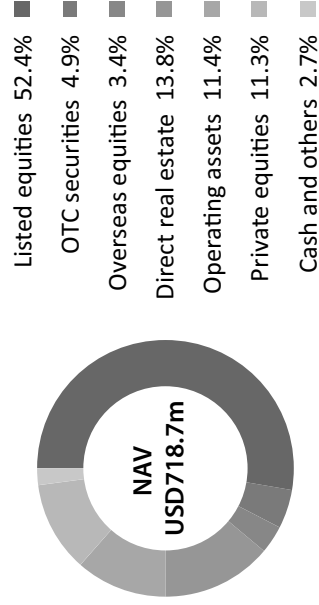 NAV
USD718.7m
Listed equities 52.4%
OTC securities 4.9%
Overseas equities 3.4%
Direct real estate 13.8%
Operating assets 11.4%
Private equities 11.3%
Cash and others 2.7%